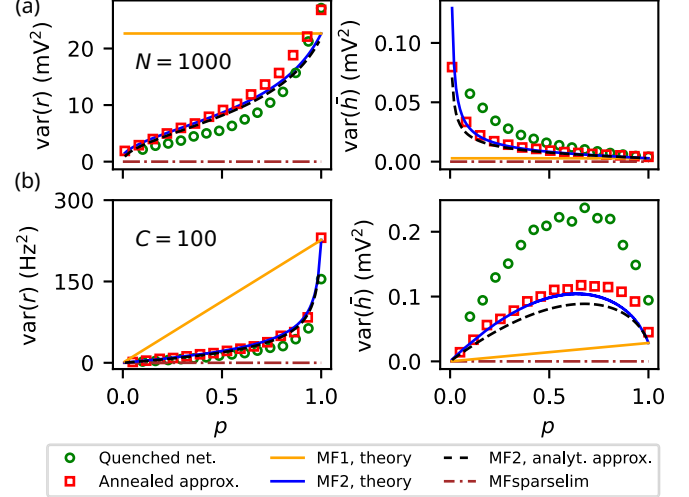 (a)
var(r) (mV²)
20
10
0
N = 1000
var(h̄) (mV²)
0.10
0.05
0.00
(b)
var(r) (Hz²)
300
150
0
C = 100
0.0 0.5 1.0
p
var(h̄) (mV²)
0.2
0.1
0.0
0.0 0.5 1.0
p
Quenched net. MF1, theory MF2, analyt. approx.
Annealed approx. MF2, theory MFsparselim